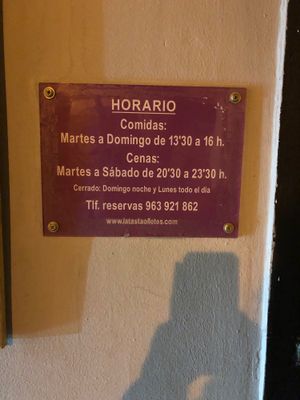 HORARIO
Comidas:
Martes a Domingo de 13'30 a 16 h.
Cenas:
Martes a Sábado de 20'30 a 23'30 h.
Cerrado: Domingo noche y Lunes todo el día
Tlf. reservas 963 921 862
www.latastaolletes.com